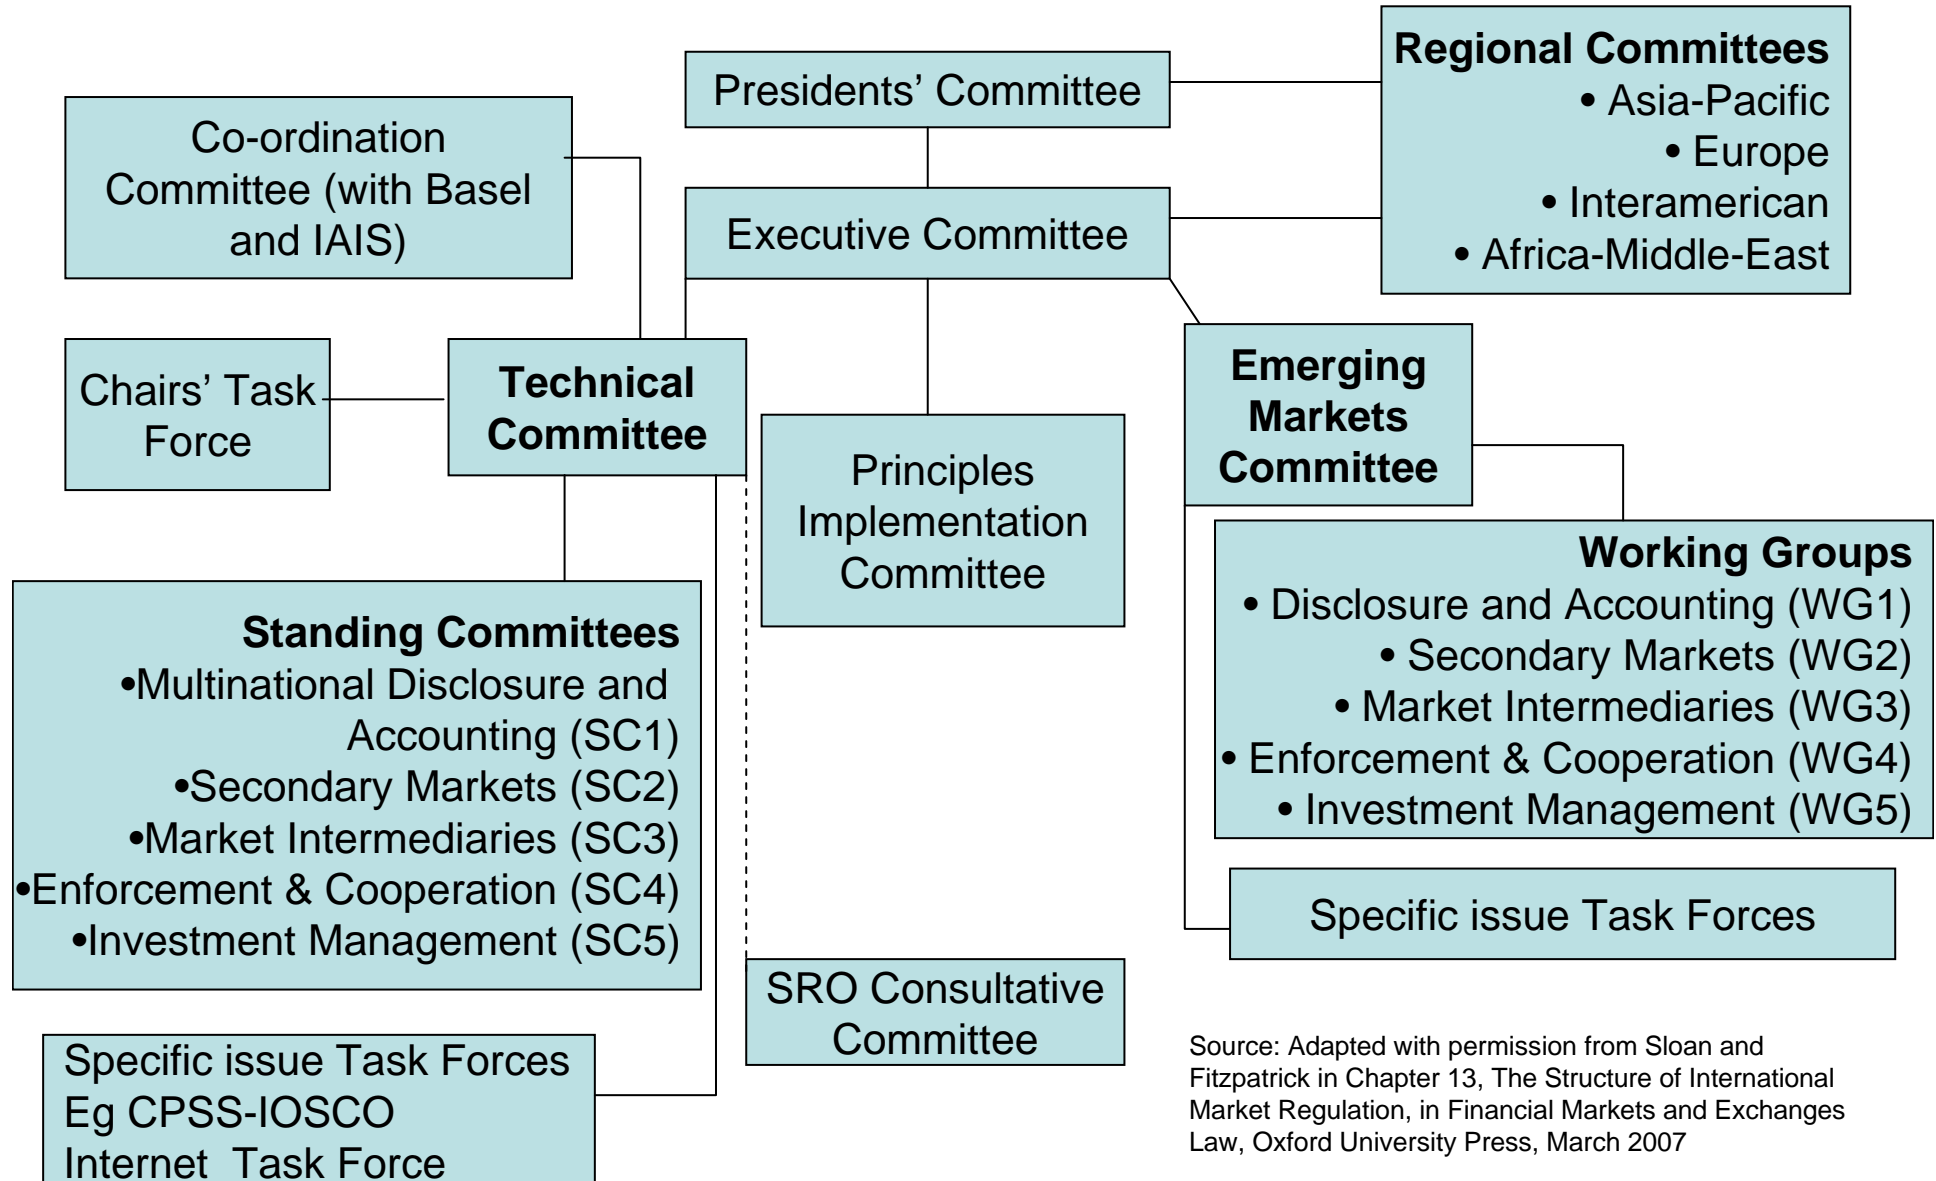 Presidents’ Committee
Regional Committees
• Asia-Pacific
• Europe
• Interamerican
• Africa-Middle-East
Co-ordination
Committee (with Basel
and IAIS)
Executive Committee
Chairs’ Task
Force
Technical
Committee
Principles
Implementation
Committee
Emerging
Markets
Committee
Standing Committees
•Multinational Disclosure and
Accounting (SC1)
•Secondary Markets (SC2)
•Market Intermediaries (SC3)
•Enforcement & Cooperation (SC4)
•Investment Management (SC5)
Working Groups
• Disclosure and Accounting (WG1)
• Secondary Markets (WG2)
• Market Intermediaries (WG3)
• Enforcement & Cooperation (WG4)
• Investment Management (WG5)
Specific issue Task Forces
SRO Consultative
Committee
Specific issue Task Forces
Eg CPSS-IOSCO
Internet Task Force
Source: Adapted with permission from Sloan and
Fitzpatrick in Chapter 13, The Structure of International
Market Regulation, in Financial Markets and Exchanges
Law, Oxford University Press, March 2007